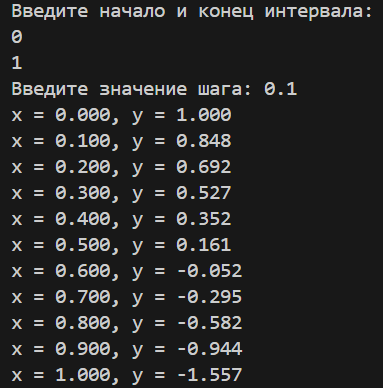 Введите начало и конец интервала:
0
1
Введите значение шага: 0.1
x = 0.000, y = 1.000
x = 0.100, y = 0.848
x = 0.200, y = 0.692
x = 0.300, y = 0.527
x = 0.400, y = 0.352
x = 0.500, y = 0.161
x = 0.600, y = -0.052
x = 0.700, y = -0.295
x = 0.800, y = -0.582
x = 0.900, y = -0.944
x = 1.000, y = -1.557